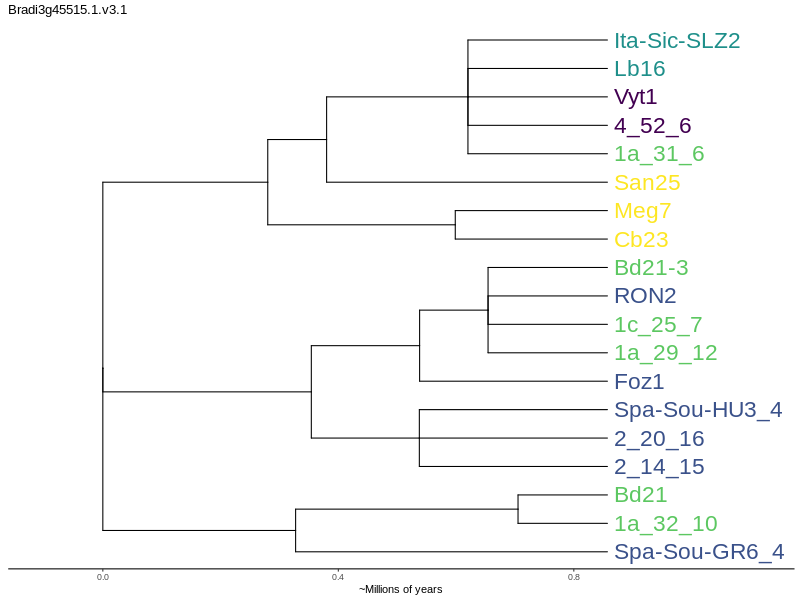 Bradi3g45515.1.v3.1
Ita-Sic-SLZ2
Lb16
Vyt1
4_52_6
1a_31_6
San25
Meg7
Cb23
Bd21-3
RON2
1c_25_7
1a_29_12
Foz1
Spa-Sou-HU3_4
2_20_16
2_14_15
Bd21
1a_32_10
Spa-Sou-GR6_4
0.0 0.4 0.8
~Millions of years